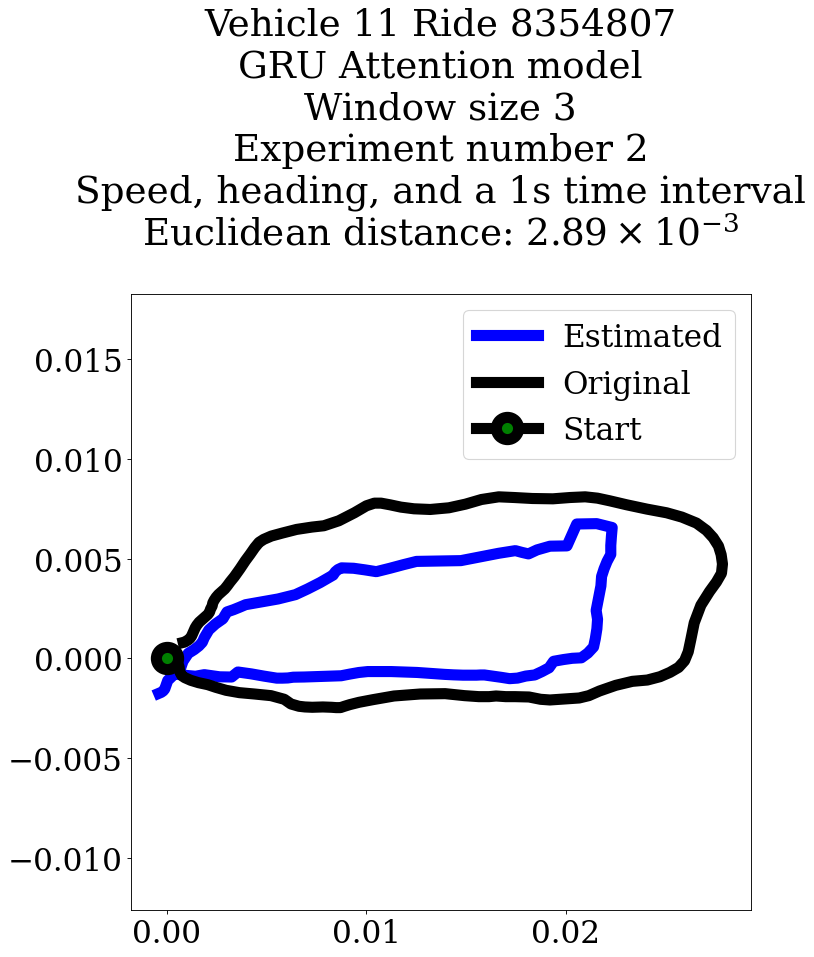 Vehicle 11 Ride 8354807
GRU Attention model
Window size 3
Experiment number 2
Speed, heading, and a 1s time interval
Euclidean distance: 2.89 × 10⁻³
Estimated
Original
Start
0.015
0.010
0.005
0.000
−0.005
−0.010
0.00 0.01 0.02